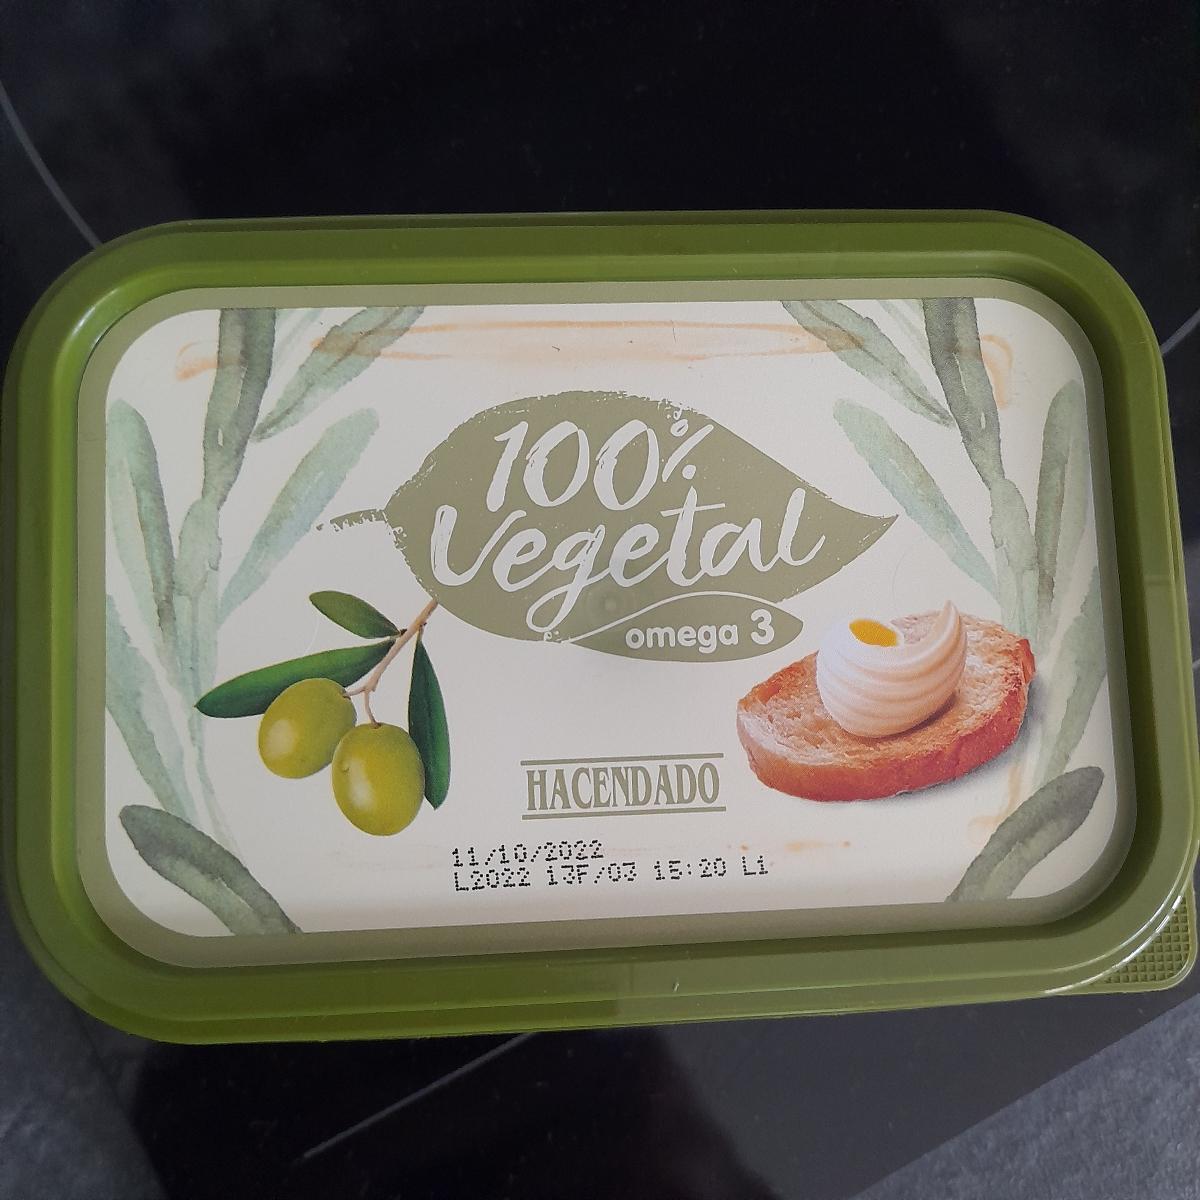 100%
Vegetal
omega 3
HACENDADO
11/10/2022
L2022 13F/03 15:20 L1